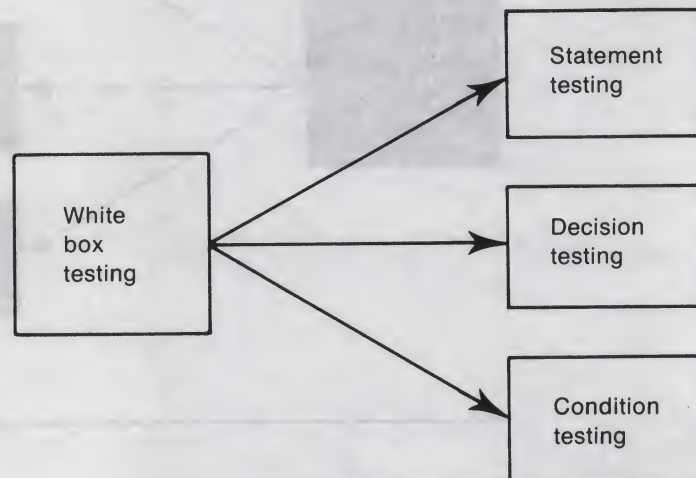 Statement
testing
White
box
testing
Decision
testing
Condition
testing